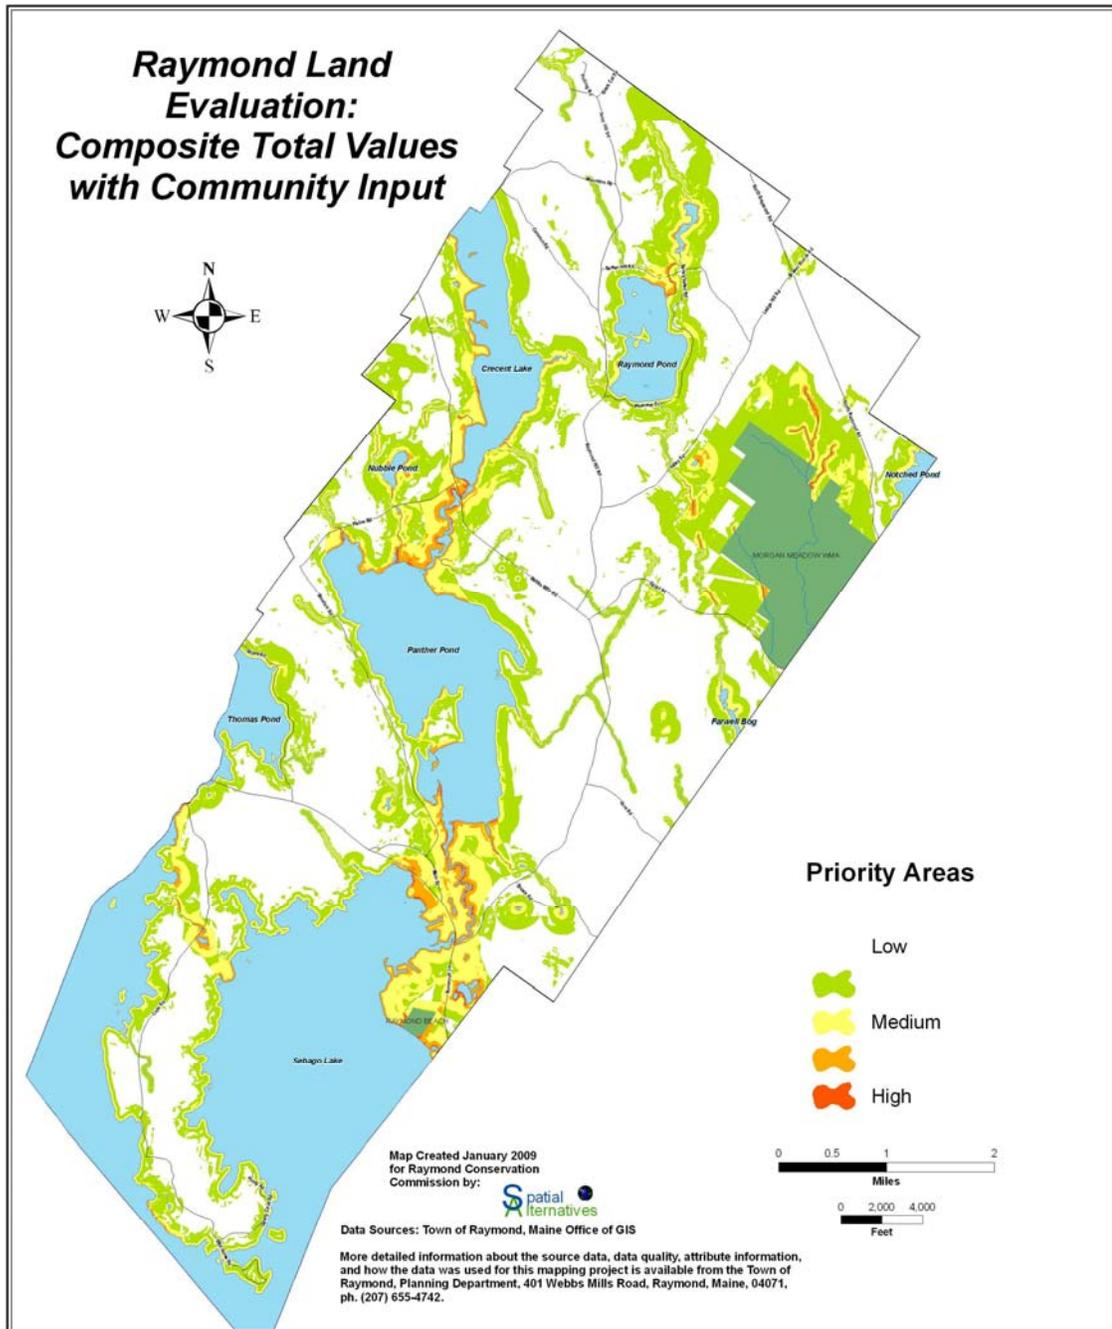 Raymond Land
Evaluation:
Composite Total Values
with Community Input
N
W E
S
Crecent Lake
Raymond Pond
Nubble Pond
Notched Pond
MORGAN MEADOW WMA
Panther Pond
Thomas Pond
Farwell Bog
RAYMOND BEACH
Sebago Lake
Priority Areas
Low
Medium
High
0 0.5 1 2
Miles
0 2,000 4,000
Feet
Map Created January 2009
for Raymond Conservation
Commission by:
Spatial
Alternatives
Data Sources: Town of Raymond, Maine Office of GIS
More detailed information about the source data, data quality, attribute information,
and how the data was used for this mapping project is available from the Town of
Raymond, Planning Department, 401 Webbs Mills Road, Raymond, Maine, 04071,
ph. (207) 655-4742.